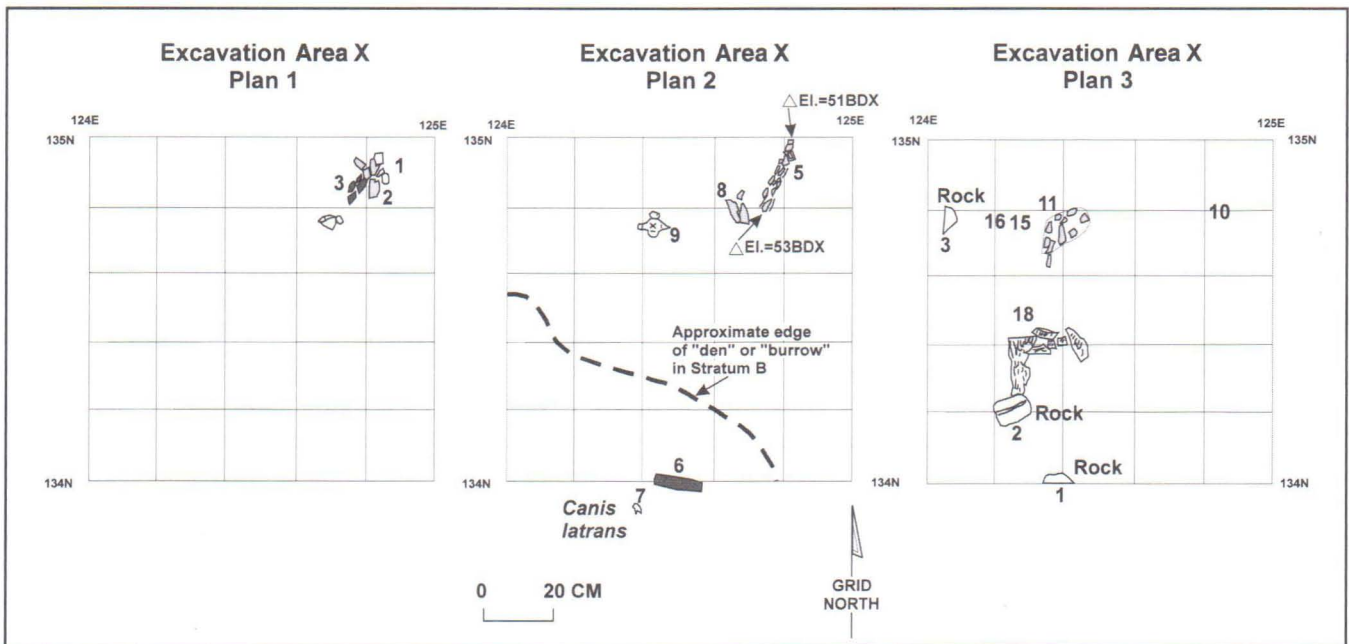 Excavation Area X
Plan 1
124E
125E
135N
1
3
2
134N
Excavation Area X
Plan 2
El.=51BDX
124E
125E
135N
5
8
9
El.=53BDX
Approximate edge
of "den" or "burrow"
in Stratum B
6
134N
7
Canis
latrans
Excavation Area X
Plan 3
124E
125E
135N
135N
Rock
11
10
16 15
3
18
Rock
2
Rock
134N
1
0 20 CM
GRID
NORTH